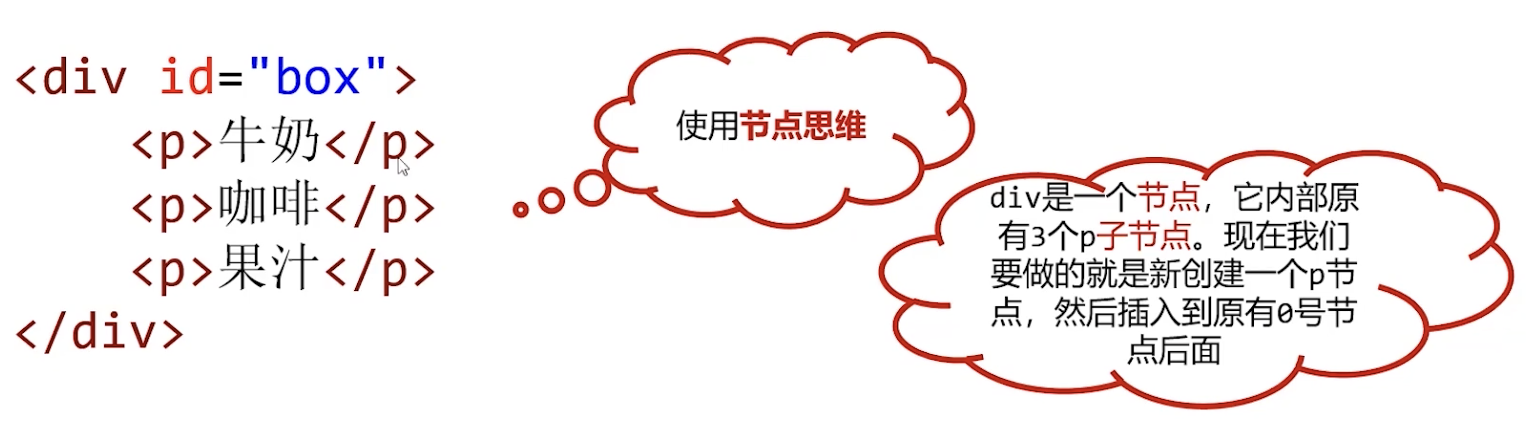 <div id="box">
<p>牛奶</p>
<p>咖啡</p>
<p>果汁</p>
</div>
使用节点思维
div是一个节点，它内部原
有3个p子节点。现在我们
要做的就是新创建一个p节
点，然后插入到原有0号节
点后面